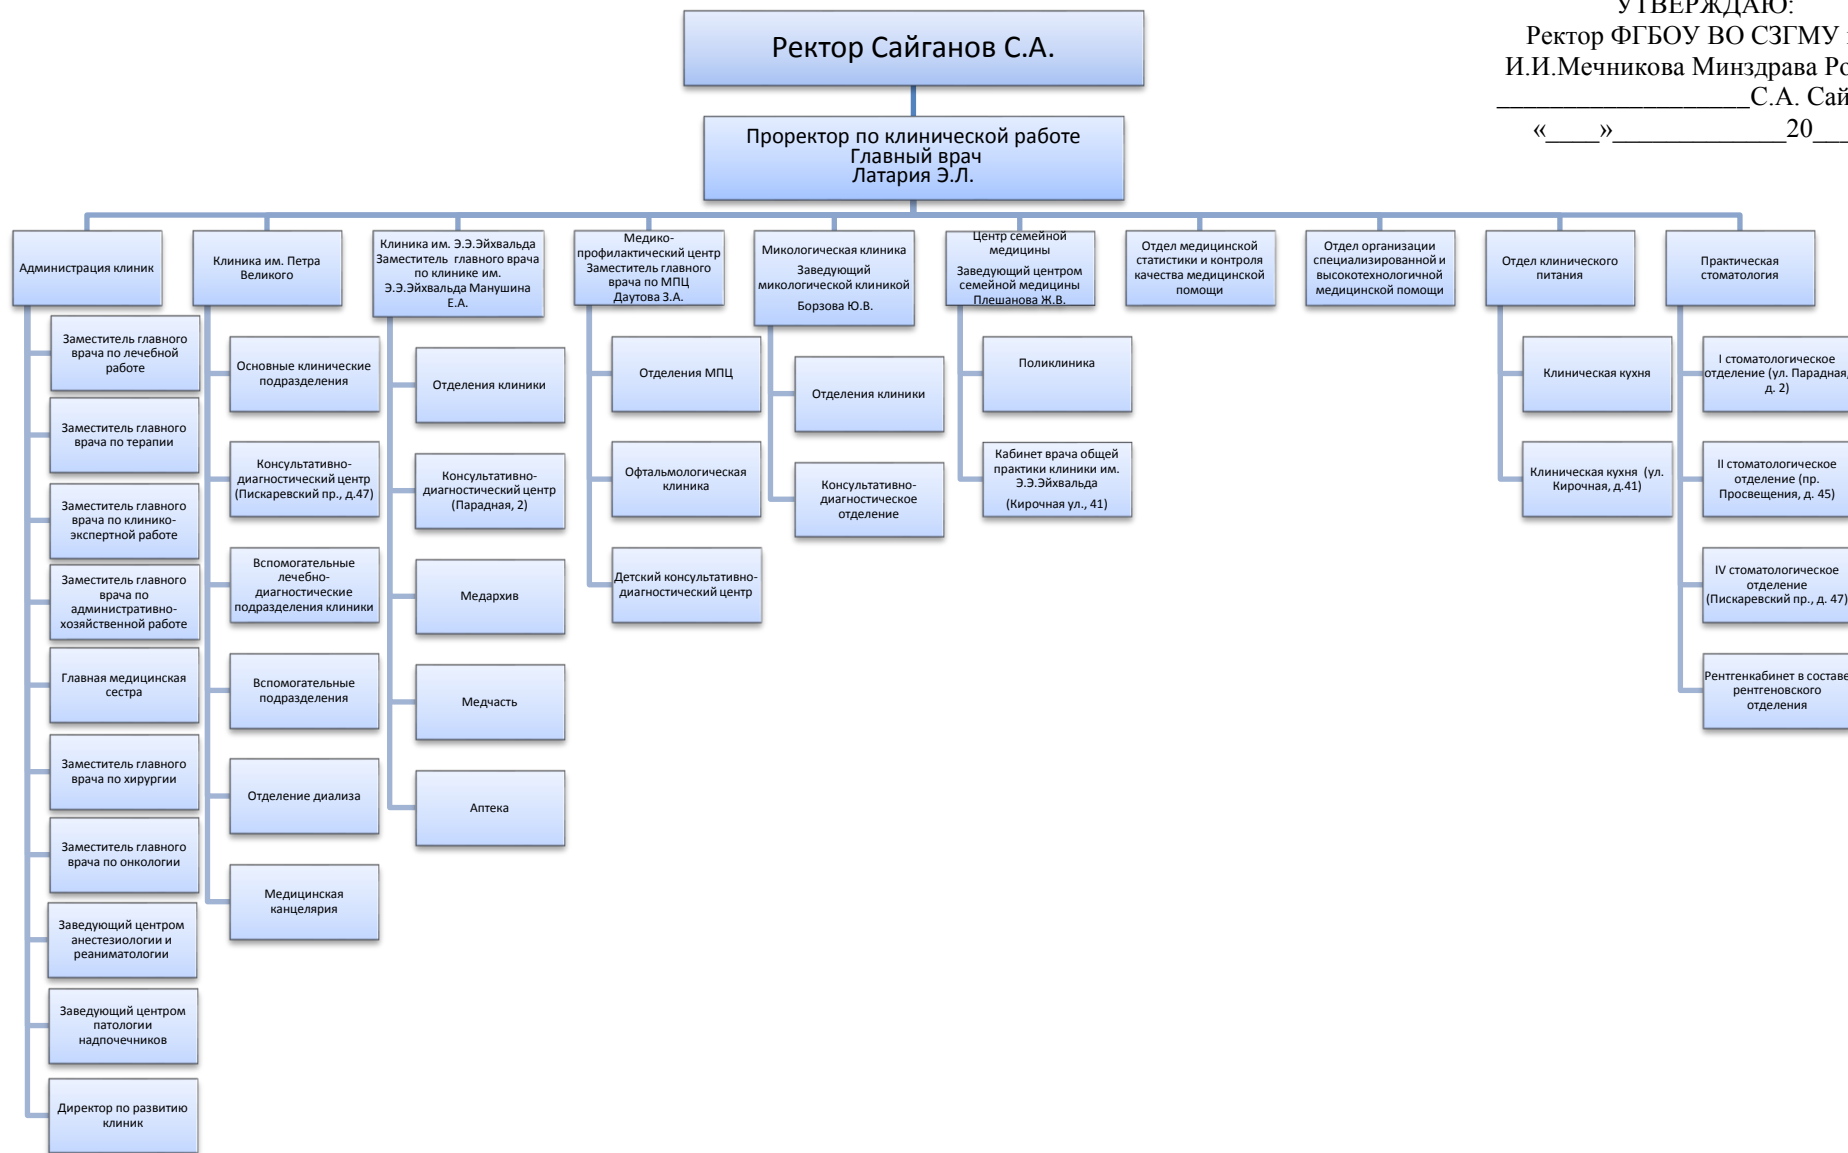 УТВЕРЖДАЮ:
Ректор ФГБОУ ВО СЗГМУ
И.И.Мечникова Минздрава
___________________С.А.
«____»_____________20___
Ректор Сайганов С.А.
Проректор по клинической работе
Главный врач
Латария Э.Л.
Администрация клиник
Заместитель главного
врача по лечебной
работе
Заместитель главного
врача по терапии
Заместитель главного
врача по клинико-
экспертной работе
Заместитель главного
врача по
административно-
хозяйственной работе
Главная медицинская
сестра
Заместитель главного
врача по хирургии
Заместитель главного
врача по онкологии
Заведующий центром
анестезиологии и
реаниматологии
Заведующий центром
патологии
надпочечников
Директор по развитию
клиник
Клиника им. Петра
Великого
Основные клинические
подразделения
Консультативно-
диагностический центр
(Пискаревский пр., д.47)
Вспомогательные
лечебно-
диагностические
подразделения клиники
Вспомогательные
подразделения
Отделение диализа
Медицинская
канцелярия
Клиника им. Э.Э.Эйхвальда
Заместитель главного врача
по клинике им.
Э.Э.Эйхвальда Манушина
Е.А.
Отделения клиники
Консультативно-
диагностический центр
(Парадная, 2)
Медархив
Медчасть
Аптека
Медико-
профилактический центр
Заместитель главного
врача по МПЦ
Даутова З.А.
Отделения МПЦ
Офтальмологическая
клиника
Детский консультативно-
диагностический центр
Микологическая клиника
Заведующий
микологической клиникой
Борзова Ю.В.
Отделения клиники
Консультативно-
диагностическое
отделение
Центр семейной
медицины
Заведующий центром
семейной медицины
Плешанова Ж.В.
Поликлиника
Кабинет врача общей
практики клиники им.
Э.Э.Эйхвальда
(Кирочная ул., 41)
Отдел медицинской
статистики и контроля
качества медицинской
помощи
Отдел организации
специализированной и
высокотехнологичной
медицинской помощи
Отдел клинического
питания
Клиническая кухня
Клиническая кухня (ул.
Кирочная, д.41)
Практическая
стоматология
I стоматологическое
отделение (ул. Парадная,
д. 2)
II стоматологическое
отделение (пр.
Просвещения, д. 45)
IV стоматологическое
отделение
(Пискаревский пр., д. 47)
Рентгенкабинет в составе
рентгеновского
отделения